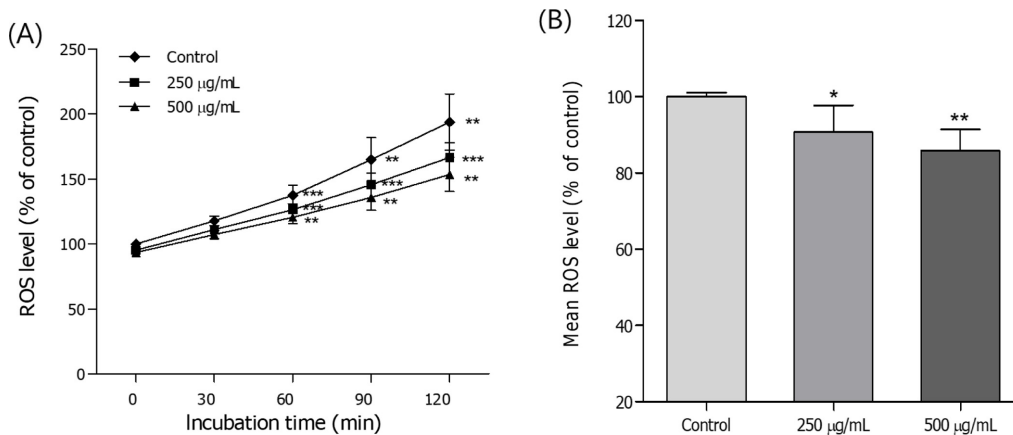 (A)
Control
250 µg/mL
500 µg/mL
ROS level (% of control)
250
200
150
100
50
0
**
**
***
***
***
***
**
**
**
0 30 60 90 120
Incubation time (min)
(B)
Mean ROS level (% of control)
120
100
80
60
40
20
*
**
Control 250 µg/mL 500 µg/mL